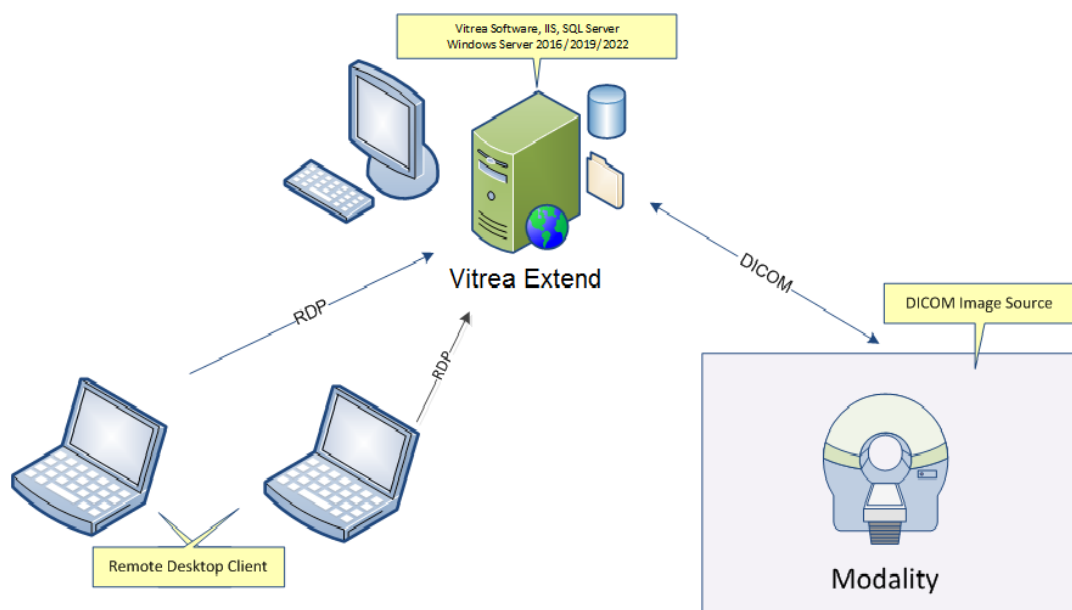 Vitrea Software, IIS, SQL Server
Windows Server 2016/2019/2022
Vitrea Extend
RDP
RDP
DICOM
DICOM Image Source
Remote Desktop Client
Modality